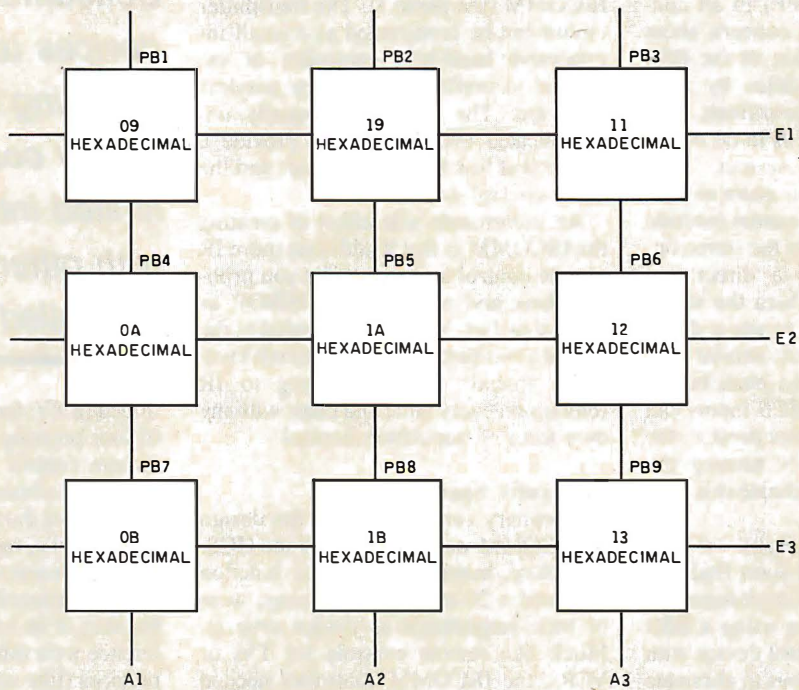 PB1 PB2 PB3
09 HEXADECIMAL
19 HEXADECIMAL
11 HEXADECIMAL
E1
PB4 PB5 PB6
0A HEXADECIMAL
1A HEXADECIMAL
12 HEXADECIMAL
E2
PB7 PB8 PB9
0B HEXADECIMAL
1B HEXADECIMAL
13 HEXADECIMAL
E3
A1 A2 A3